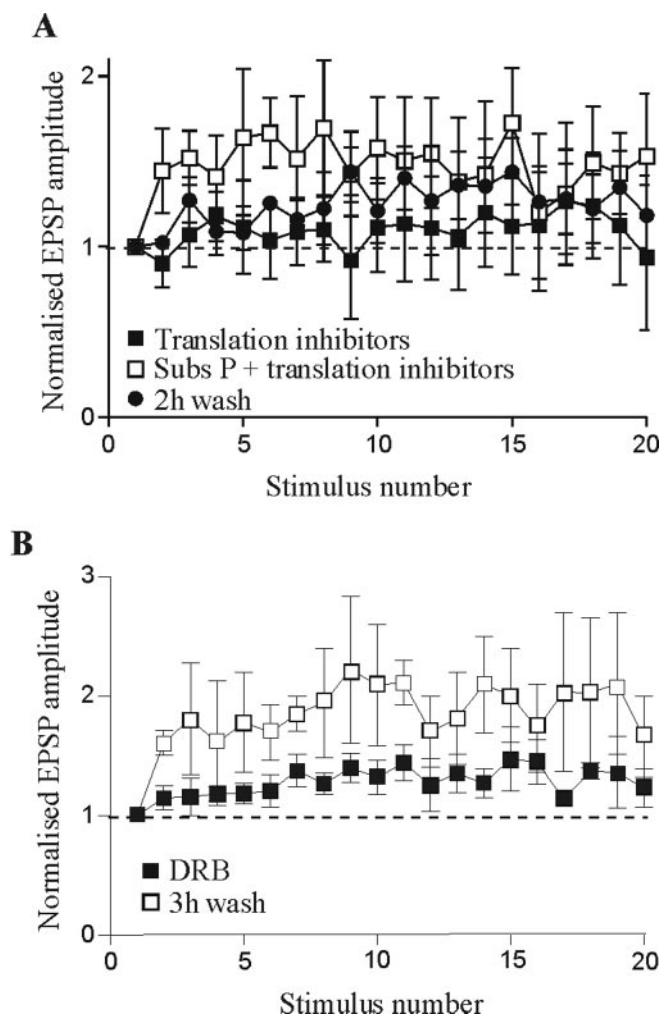 A
2
1
0
Normalised EPSP amplitude
Translation inhibitors
Subs P + translation inhibitors
2h wash
0 5 10 15 20
Stimulus number
B
3
2
1
0
Normalised EPSP amplitude
DRB
3h wash
0 5 10 15 20
Stimulus number